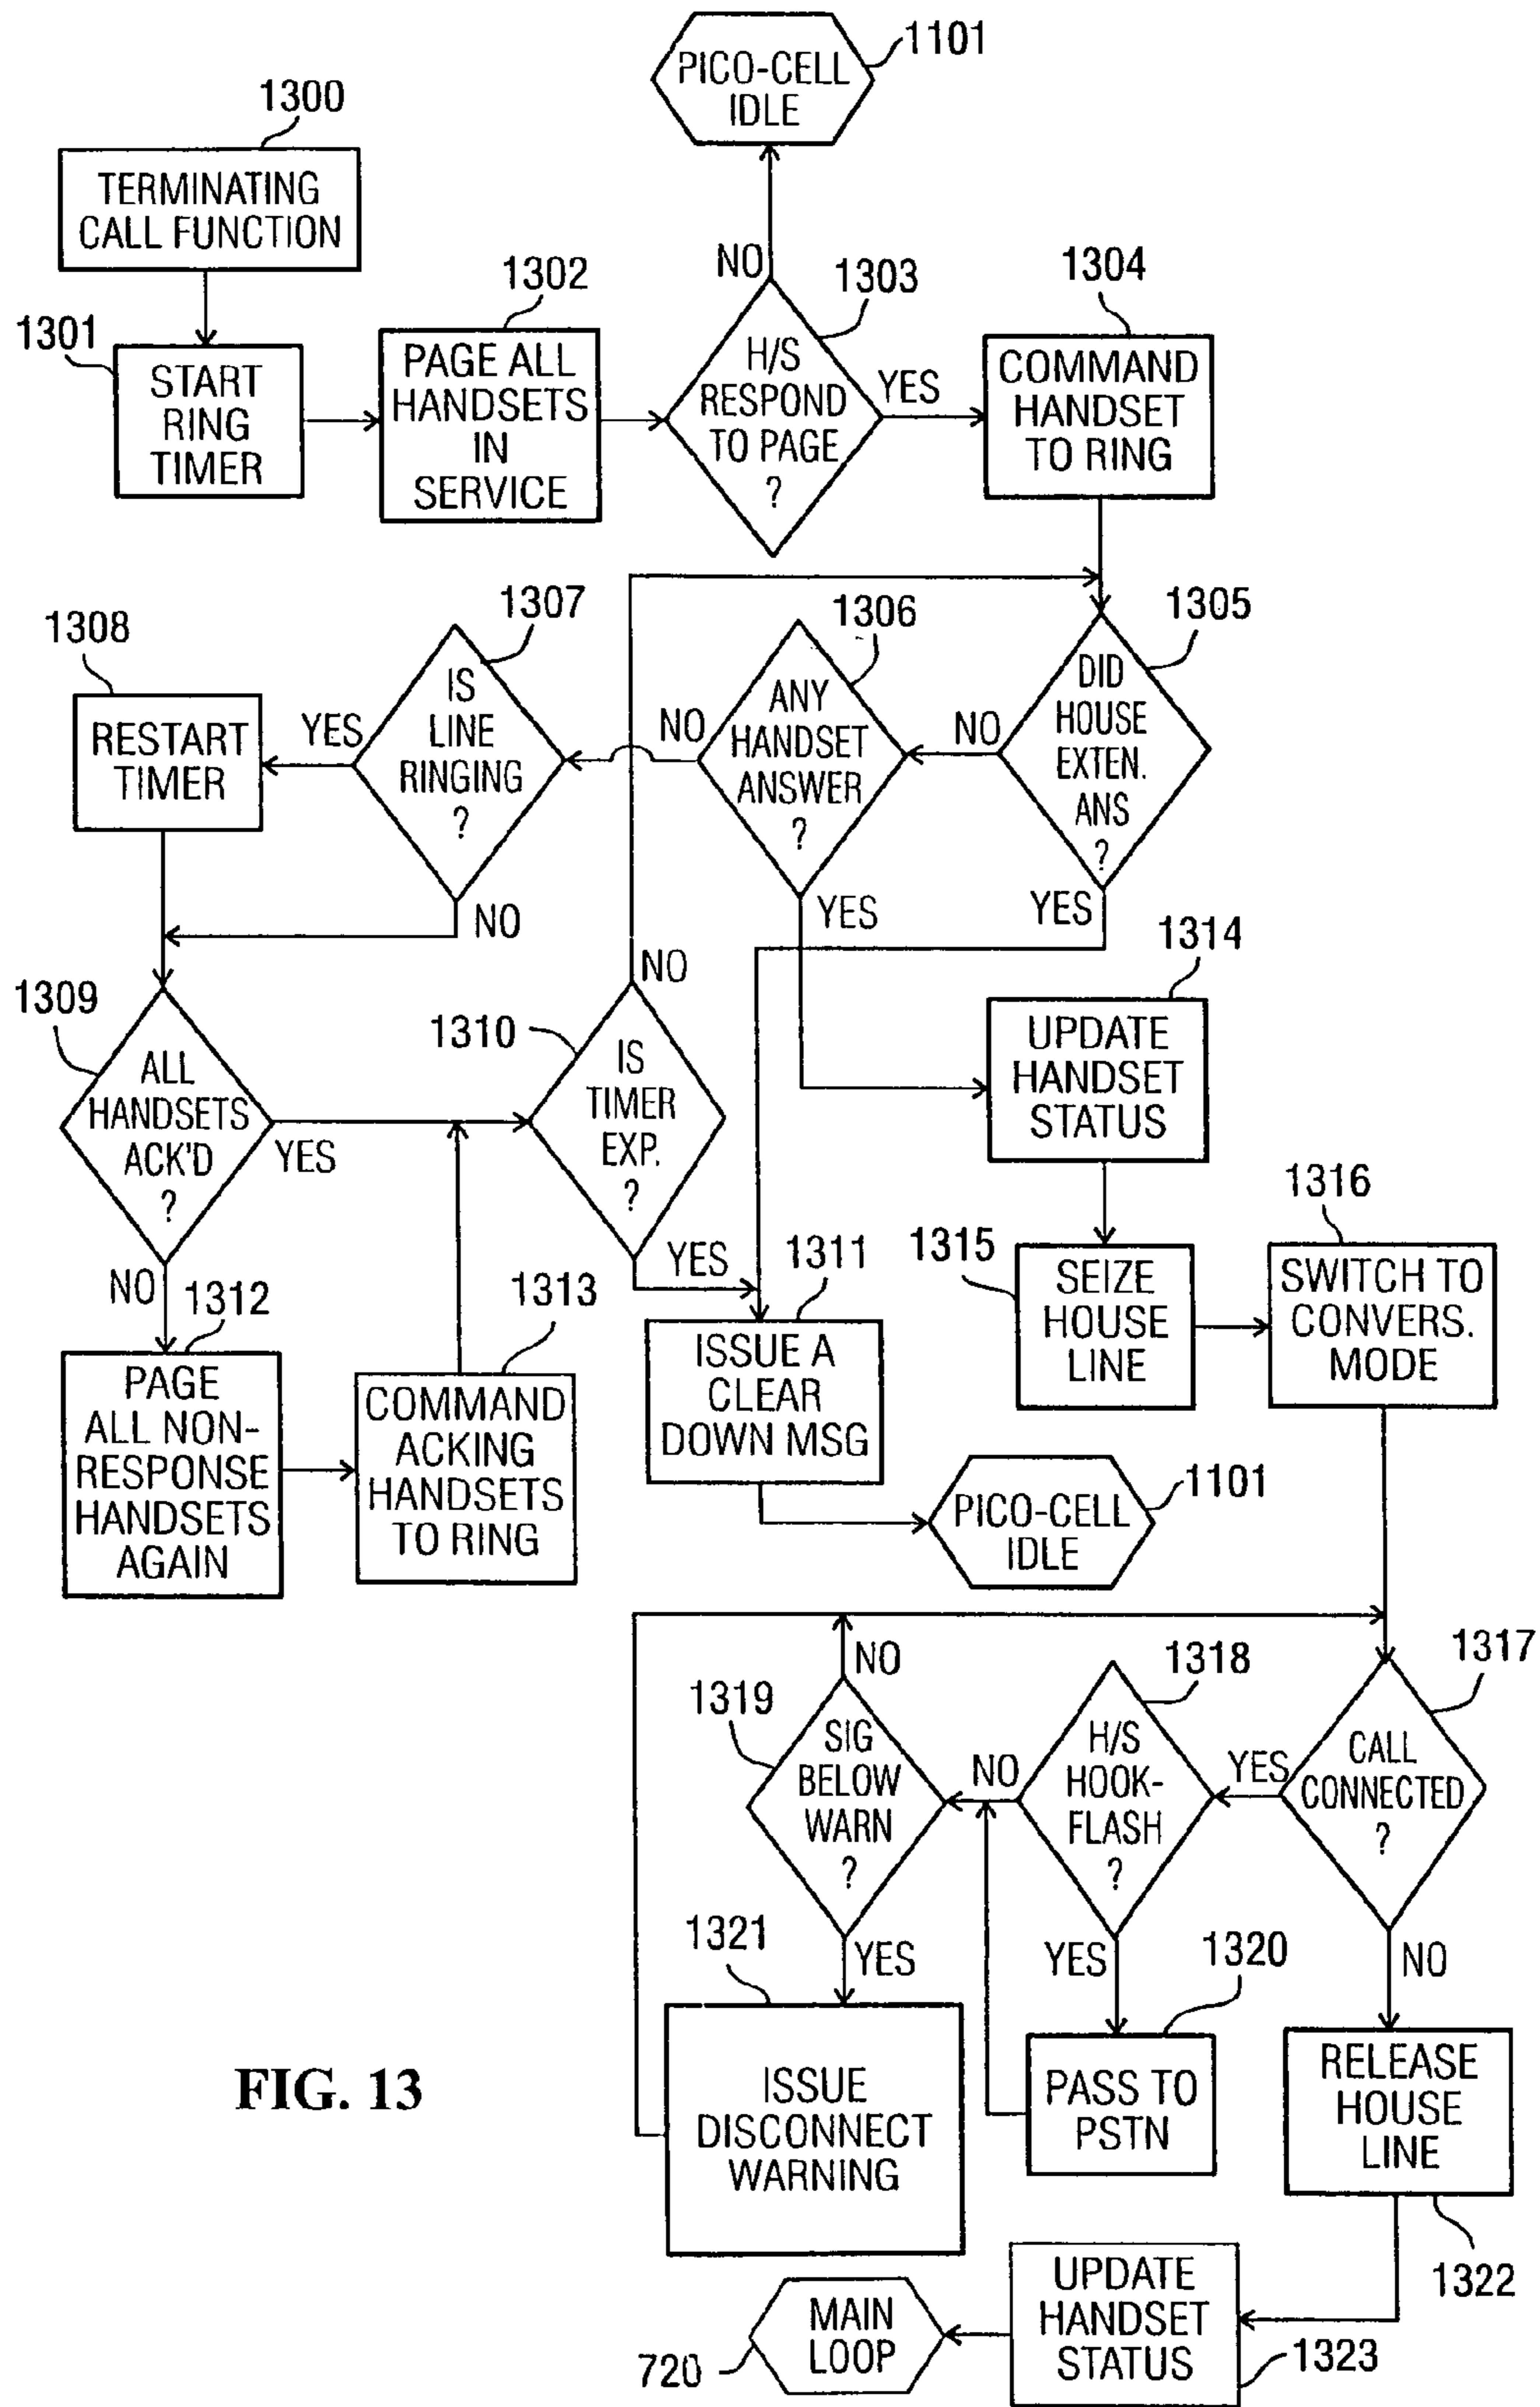 1101
PICO-CELL
IDLE
1300
TERMINATING
CALL FUNCTION
1301
START
RING
TIMER
1302
PAGE ALL
HANDSETS
IN
SERVICE
NO
1303
H/S
RESPOND
TO PAGE
?
YES
1304
COMMAND
HANDSET
TO RING
1305
DID
HOUSE
EXTEN.
ANS
?
NO
YES
1306
ANY
HANDSET
ANSWER
?
NO
YES
1307
IS
LINE
RINGING
?
YES
NO
1308
RESTART
TIMER
1309
ALL
HANDSETS
ACK'D
?
YES
NO
1310
IS
TIMER
EXP.
?
NO
YES
1311
ISSUE A
CLEAR
DOWN MSG
1101
PICO-CELL
IDLE
1312
PAGE
ALL NON-
RESPONSE
HANDSETS
AGAIN
1313
COMMAND
ACKING
HANDSETS
TO RING
1314
UPDATE
HANDSET
STATUS
1315
SEIZE
HOUSE
LINE
1316
SWITCH TO
CONVERS.
MODE
1317
CALL
CONNECTED
?
YES
NO
1318
H/S
HOOK-
FLASH
?
NO
YES
1319
SIG
BELOW
WARN
?
NO
YES
1320
PASS TO
PSTN
1321
ISSUE
DISCONNECT
WARNING
RELEASE
HOUSE
LINE
1322
UPDATE
HANDSET
STATUS
1323
MAIN
LOOP
720
FIG. 13